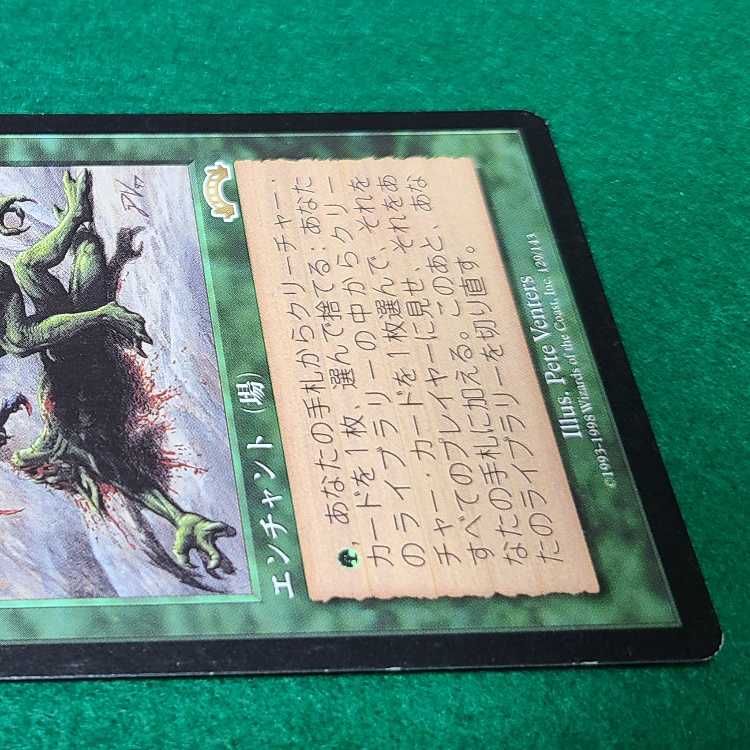 エンチャント (場)
, あなたの手札からクリーチャー・
カードを1枚、選んで捨てる：あなた
のライブラリーの中からクリー
チャー・カードを1枚選んで、それを
すべてのプレイヤーに見せ、それをあ
なたの手札に加える。このあと、あな
たのライブラリーを切り直す。
Illus. Pete Venters
©1993-1998 Wizards of the Coast, Inc. 129/143